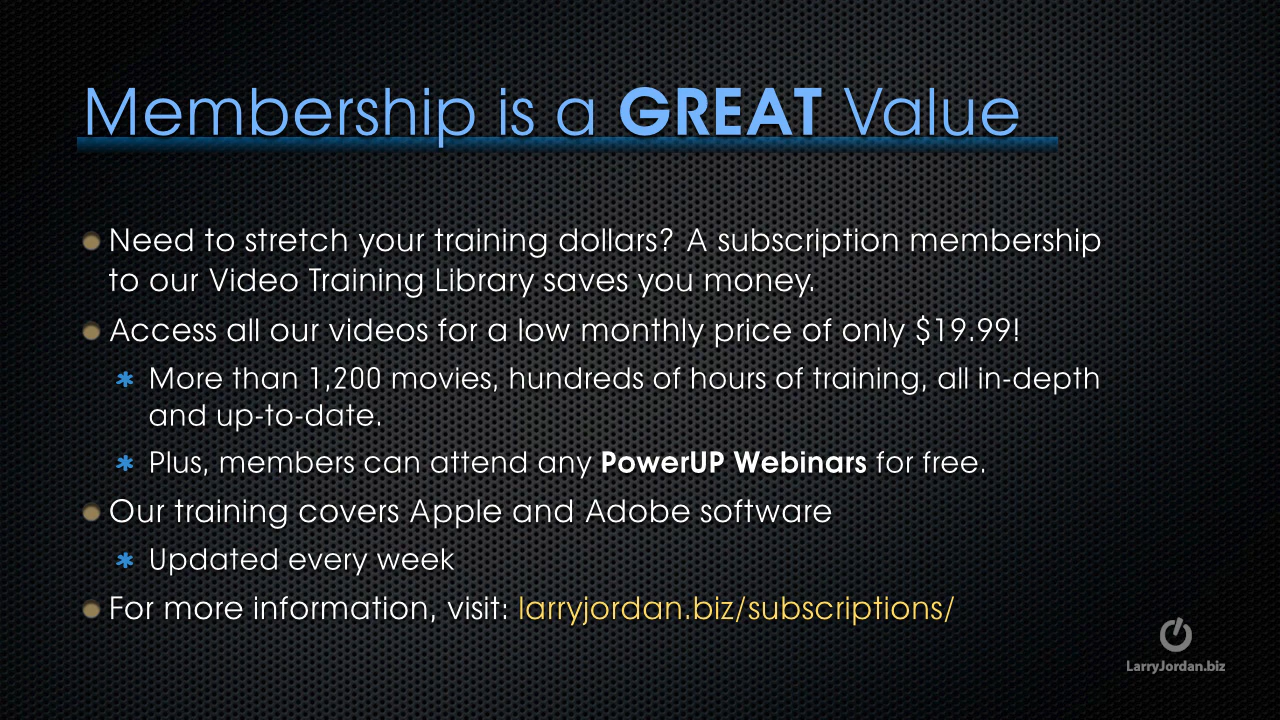 Membership is a GREAT Value
Need to stretch your training dollars? A subscription membership
to our Video Training Library saves you money.
Access all our videos for a low monthly price of only $19.99!
More than 1,200 movies, hundreds of hours of training, all in-depth
and up-to-date.
Plus, members can attend any PowerUP Webinars for free.
Our training covers Apple and Adobe software
Updated every week
For more information, visit: larryjordan.biz/subscriptions/
LarryJordan.biz